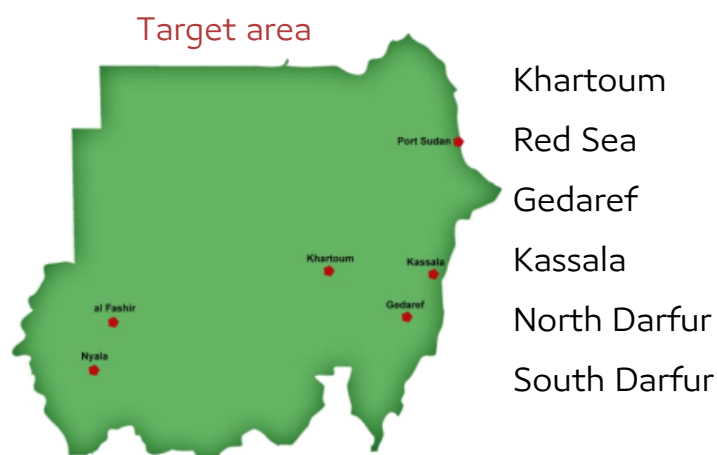 Target area
Khartoum
Red Sea
Gedaref
Kassala
North Darfur
South Darfur
Port Sudan
Khartoum
Kassala
al Fashir
Gedaref
Nyala